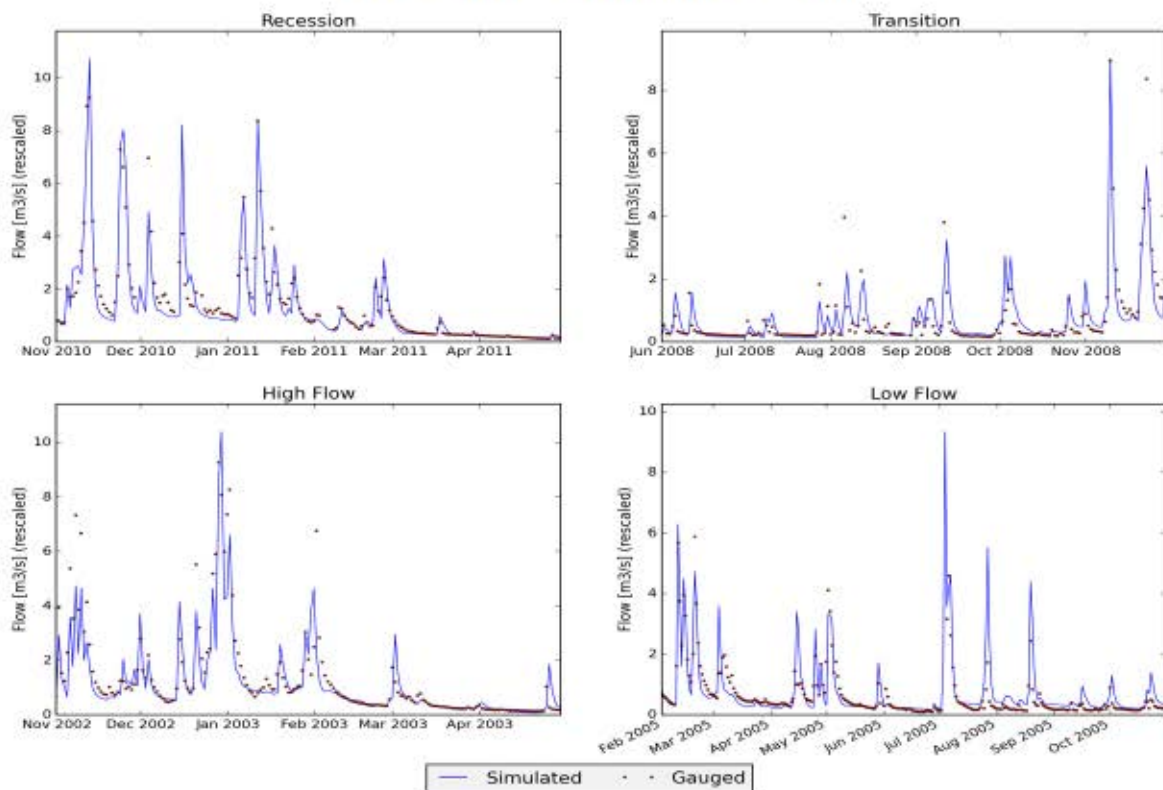 Recession
Flow [m3/s] (rescaled)
10
8
6
4
2
0
Nov 2010 Dec 2010 Jan 2011 Feb 2011 Mar 2011 Apr 2011
Transition
Flow [m3/s] (rescaled)
8
6
4
2
0
Jun 2008 Jul 2008 Aug 2008 Sep 2008 Oct 2008 Nov 2008
High Flow
Flow [m3/s] (rescaled)
10
8
6
4
2
0
Nov 2002 Dec 2002 Jan 2003 Feb 2003 Mar 2003 Apr 2003
Low Flow
Flow [m3/s] (rescaled)
10
8
6
4
2
0
Feb 2005 Mar 2005 Apr 2005 May 2005 Jun 2005 Jul 2005 Aug 2005 Sep 2005 Oct 2005
Simulated Gauged